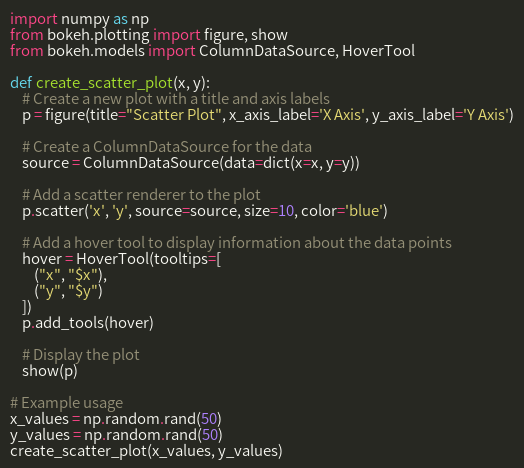 import numpy as np
from bokeh.plotting import figure, show
from bokeh.models import ColumnDataSource, HoverTool

def create_scatter_plot(x, y):
    # Create a new plot with a title and axis labels
    p = figure(title="Scatter Plot", x_axis_label='X Axis', y_axis_label='Y Axis')

    # Create a ColumnDataSource for the data
    source = ColumnDataSource(data=dict(x=x, y=y))

    # Add a scatter renderer to the plot
    p.scatter('x', 'y', source=source, size=10, color='blue')

    # Add a hover tool to display information about the data points
    hover = HoverTool(tooltips=[
        ("x", "$x"),
        ("y", "$y")
    ])
    p.add_tools(hover)

    # Display the plot
    show(p)

# Example usage
x_values = np.random.rand(50)
y_values = np.random.rand(50)
create_scatter_plot(x_values, y_values)